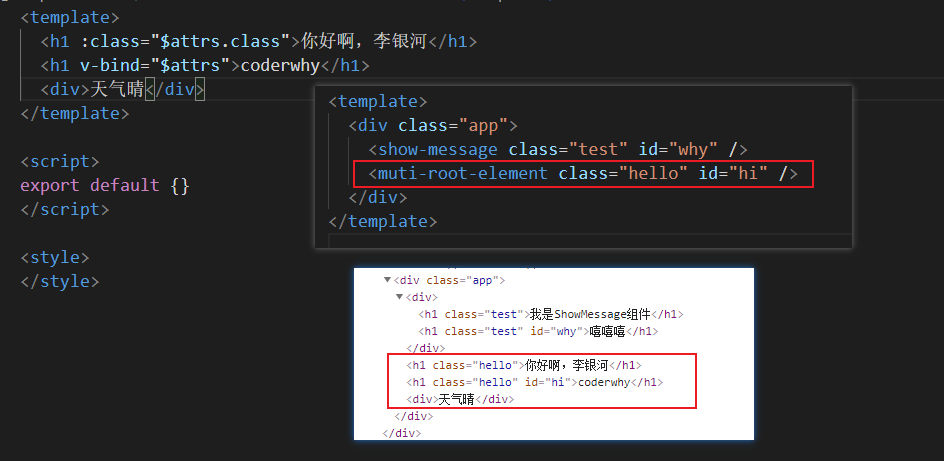 <template>
<h1 :class="$attrs.class">你好啊，李银河</h1>
<h1 v-bind="$attrs">coderwhy</h1>
<div>天气晴</div>
</template>
<script>
export default {}
</script>
<style>
</style>
<template>
<div class="app">
<show-message class="test" id="why" />
<muti-root-element class="hello" id="hi" />
</div>
</template>
▼<div class="app">
▼<div>
<h1 class="test">我是ShowMessage组件</h1>
<h1 class="test" id="why">嘻嘻嘻</h1>
</div>
<h1 class="hello">你好啊，李银河</h1>
<h1 class="hello" id="hi">coderwhy</h1>
<div>天气晴</div>
</div>
</div>